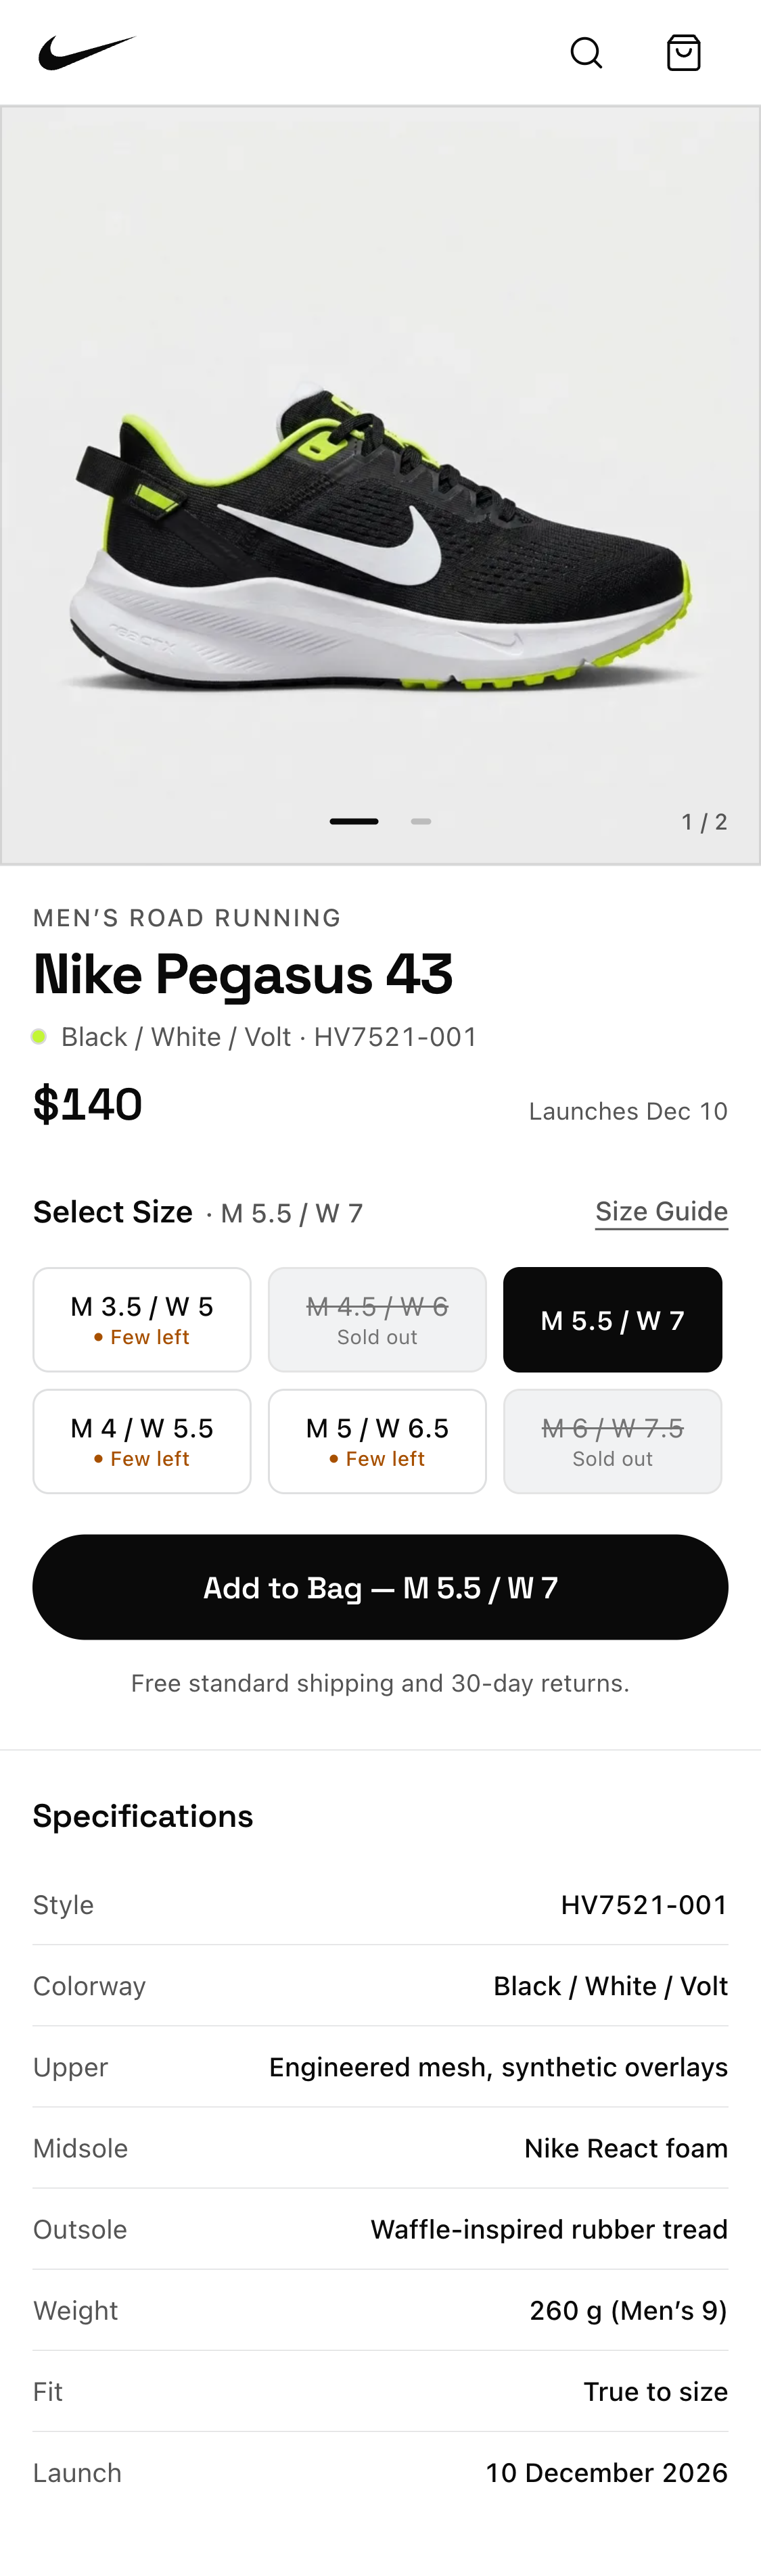 reactX
1 / 2
MEN’S ROAD RUNNING
Nike Pegasus 43
Black / White / Volt · HV7521-001
$140 Launches Dec 10
Select Size · M 5.5 / W 7 Size Guide
M 3.5 / W 5 M 4.5 / W 6 M 5.5 / W 7
• Few left Sold out
M 4 / W 5.5 M 5 / W 6.5 M 6 / W 7.5
• Few left • Few left Sold out
Add to Bag — M 5.5 / W 7
Free standard shipping and 30-day returns.
Specifications
Style HV7521-001
Colorway Black / White / Volt
Upper Engineered mesh, synthetic overlays
Midsole Nike React foam
Outsole Waffle-inspired rubber tread
Weight 260 g (Men’s 9)
Fit True to size
Launch 10 December 2026